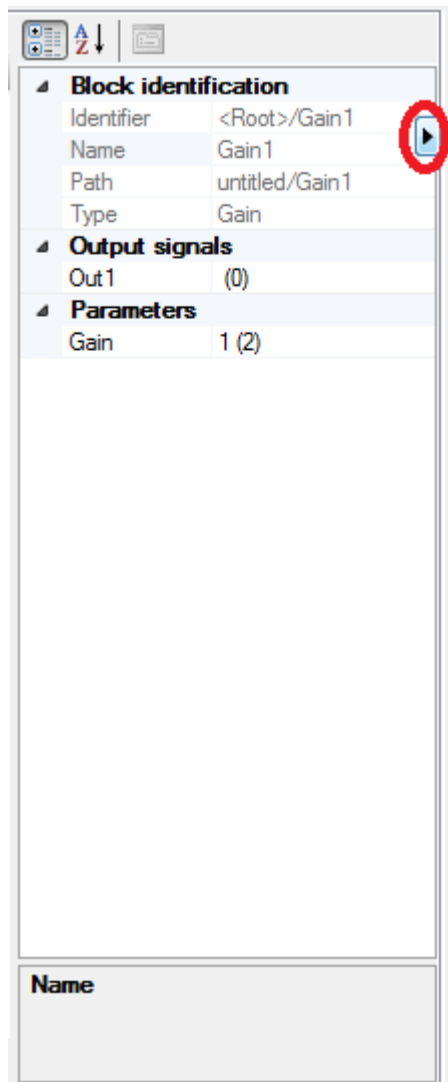 A
Z
Block identification
Identifier <Root>/Gain1
Name Gain1
Path untitled/Gain1
Type Gain
Output signals
Out1 (0)
Parameters
Gain 1 (2)
Name